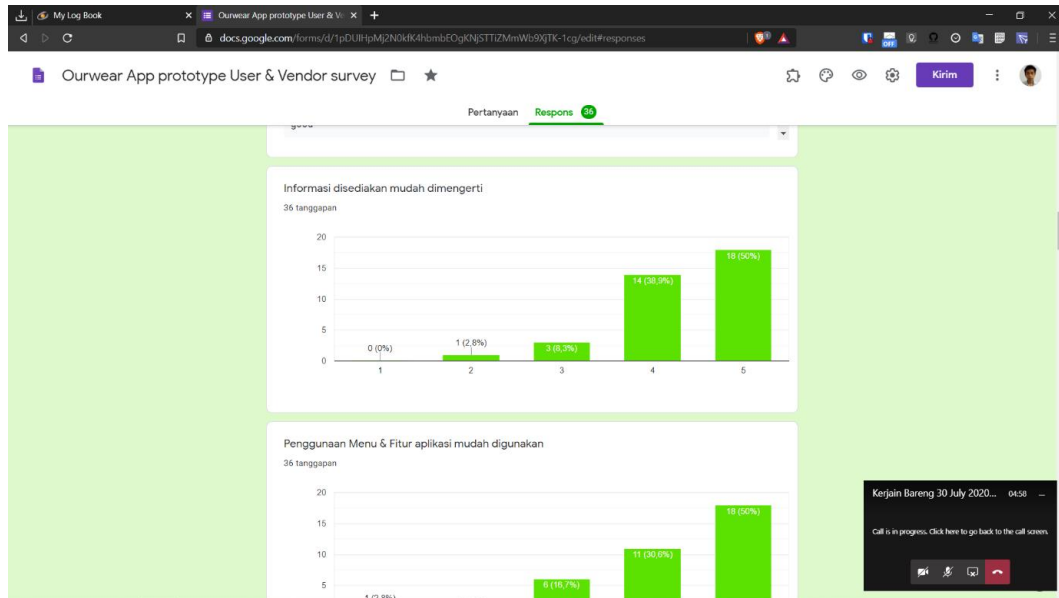 My Log Book
Ourwear App prototype User & Ve
docs.google.com/forms/d/1pDUIHpMj2N0kfK4hbmbEOgKNjSTTiZMmWb9XjTK-1cg/edit#responses
OFF
Ourwear App prototype User & Vendor survey
Kirim
Pertanyaan
Respons 36
good
Informasi disediakan mudah dimengerti
36 tanggapan
20
15
10
5
0
0 (0%)
1 (2,8%)
3 (8,3%)
14 (38,9%)
18 (50%)
1 2 3 4 5
Penggunaan Menu & Fitur aplikasi mudah digunakan
36 tanggapan
20
15
10
5
1 (2,8%)
6 (16,7%)
11 (30,6%)
18 (50%)
Kerjain Bareng 30 July 2020... 04:58
Call is in progress. Click here to go back to the call screen.